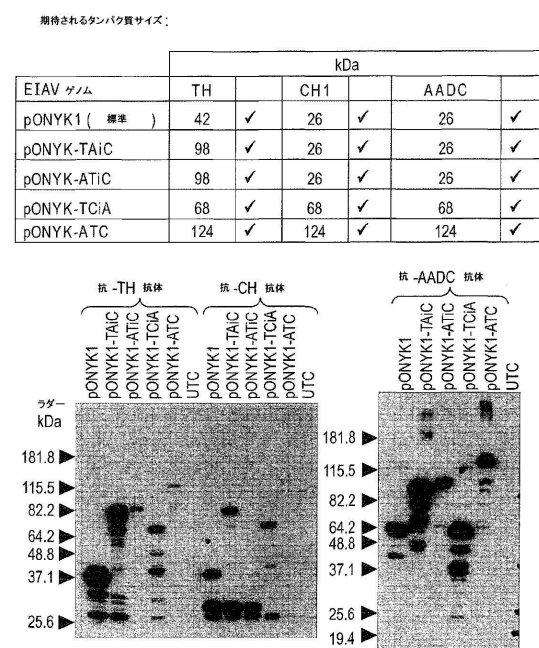 期待されるタンパク質サイズ：
kDa
EIAV ゲノム TH CH1 AADC
pONYK1 ( 標準 ) 42 ✓ 26 ✓ 26 ✓
pONYK-TAiC 98 ✓ 26 ✓ 26 ✓
pONYK-ATiC 98 ✓ 26 ✓ 26 ✓
pONYK-TCiA 68 ✓ 68 ✓ 68 ✓
pONYK-ATC 124 ✓ 124 ✓ 124 ✓
抗 -TH 抗体
抗 -CH 抗体
抗 -AADC 抗体
pONYK1
pONYK1-TAiC
pONYK1-ATiC
pONYK1-TCiA
pONYK1-ATC
UTC
pONYK1
pONYK1-TAiC
pONYK1-ATiC
pONYK1-TCiA
pONYK1-ATC
UTC
pONYK1
pONYK1-TAiC
pONYK1-ATiC
pONYK1-TCiA
pONYK1-ATC
UTC
ラダー
kDa
181.8
115.5
82.2
64.2
48.8
37.1
25.6
181.8
115.5
82.2
64.2
48.8
37.1
25.6
19.4